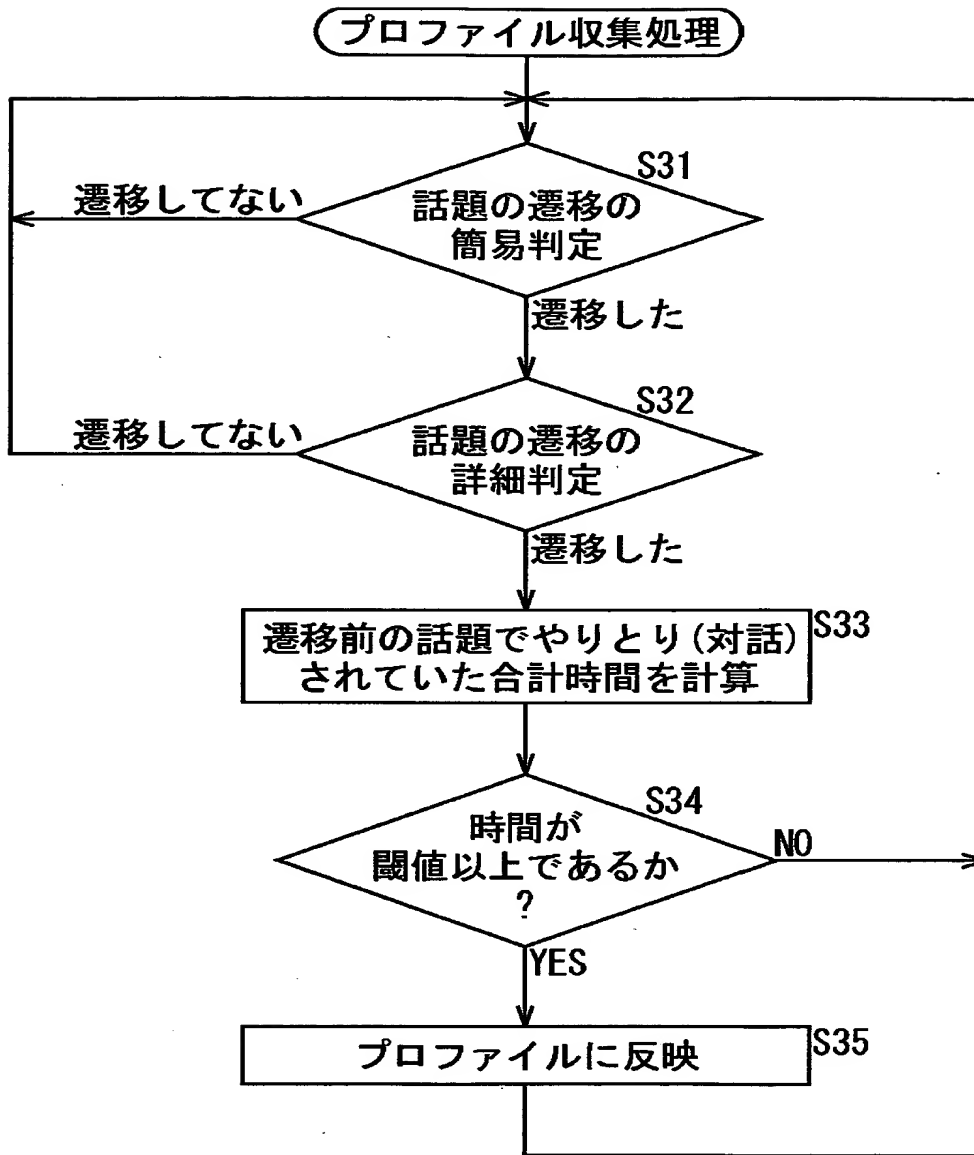 プロファイル収集処理
S31
遷移してない
話題の遷移の
簡易判定
遷移した
S32
遷移してない
話題の遷移の
詳細判定
遷移した
S33
遷移前の話題でやりとり(対話)
されていた合計時間を計算
S34
時間が
閾値以上であるか
?
NO
YES
S35
プロファイルに反映